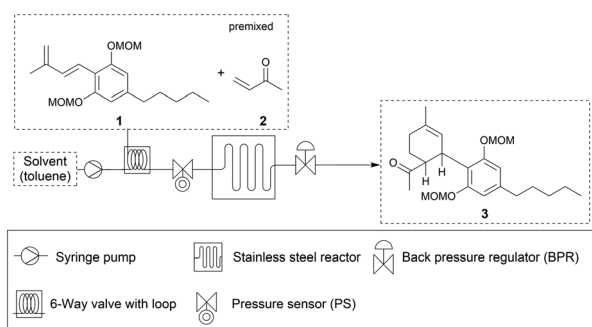 premixed
OMOM
O
+
MOMO
1
2
Solvent
(toluene)
OMOM
O
H
H
MOMO
3
Syringe pump
Stainless steel reactor
Back pressure regulator (BPR)
6-Way valve with loop
Pressure sensor (PS)